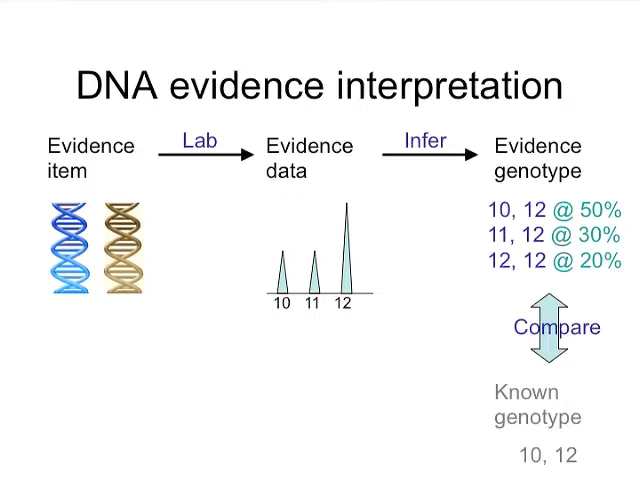 DNA evidence interpretation
Evidence item
Lab
Evidence data
Infer
Evidence genotype
10, 12 @ 50%
11, 12 @ 30%
12, 12 @ 20%
10 11 12
Compare
Known genotype
10, 12